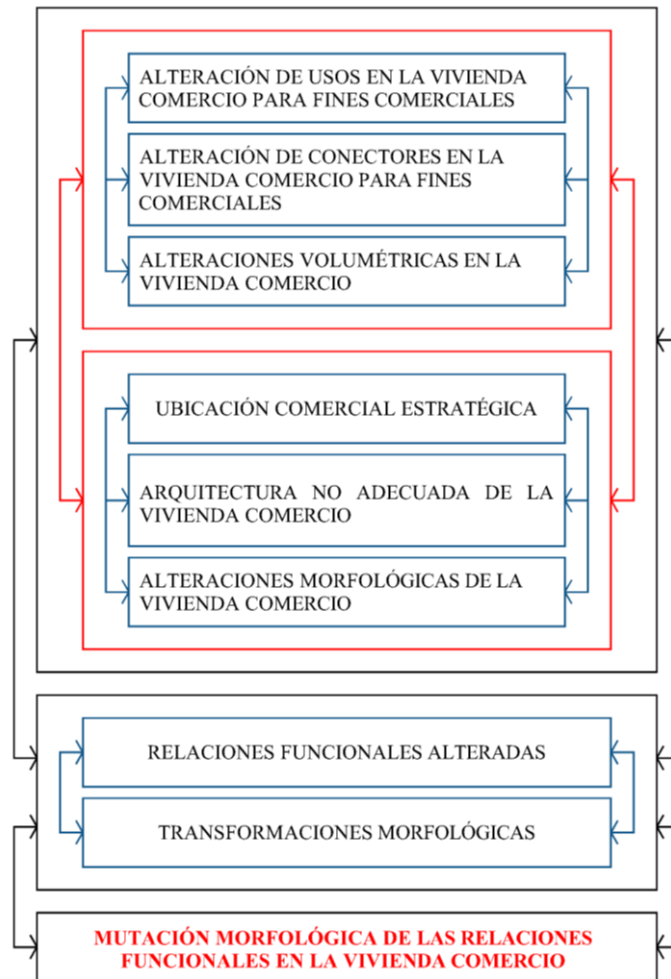 ALTERACIÓN DE USOS EN LA VIVIENDA
COMERCIO PARA FINES COMERCIALES
ALTERACIÓN DE CONECTORES EN LA
VIVIENDA COMERCIO PARA FINES
COMERCIALES
ALTERACIONES VOLUMÉTRICAS EN LA
VIVIENDA COMERCIO
UBICACIÓN COMERCIAL ESTRATÉGICA
ARQUITECTURA NO ADECUADA DE LA
VIVIENDA COMERCIO
ALTERACIONES MORFOLÓGICAS DE LA
VIVIENDA COMERCIO
RELACIONES FUNCIONALES ALTERADAS
TRANSFORMACIONES MORFOLÓGICAS
MUTACIÓN MORFOLÓGICA DE LAS RELACIONES
FUNCIONALES EN LA VIVIENDA COMERCIO